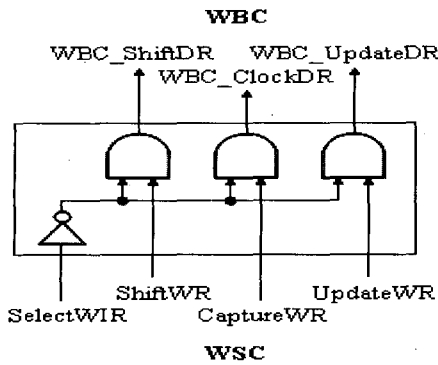 WBC
WBC_ShiftDR WBC_UpdateDR
WBC_ClockDR
ShiftWR UpdateWR
SelectWIR CaptureWR
WSC